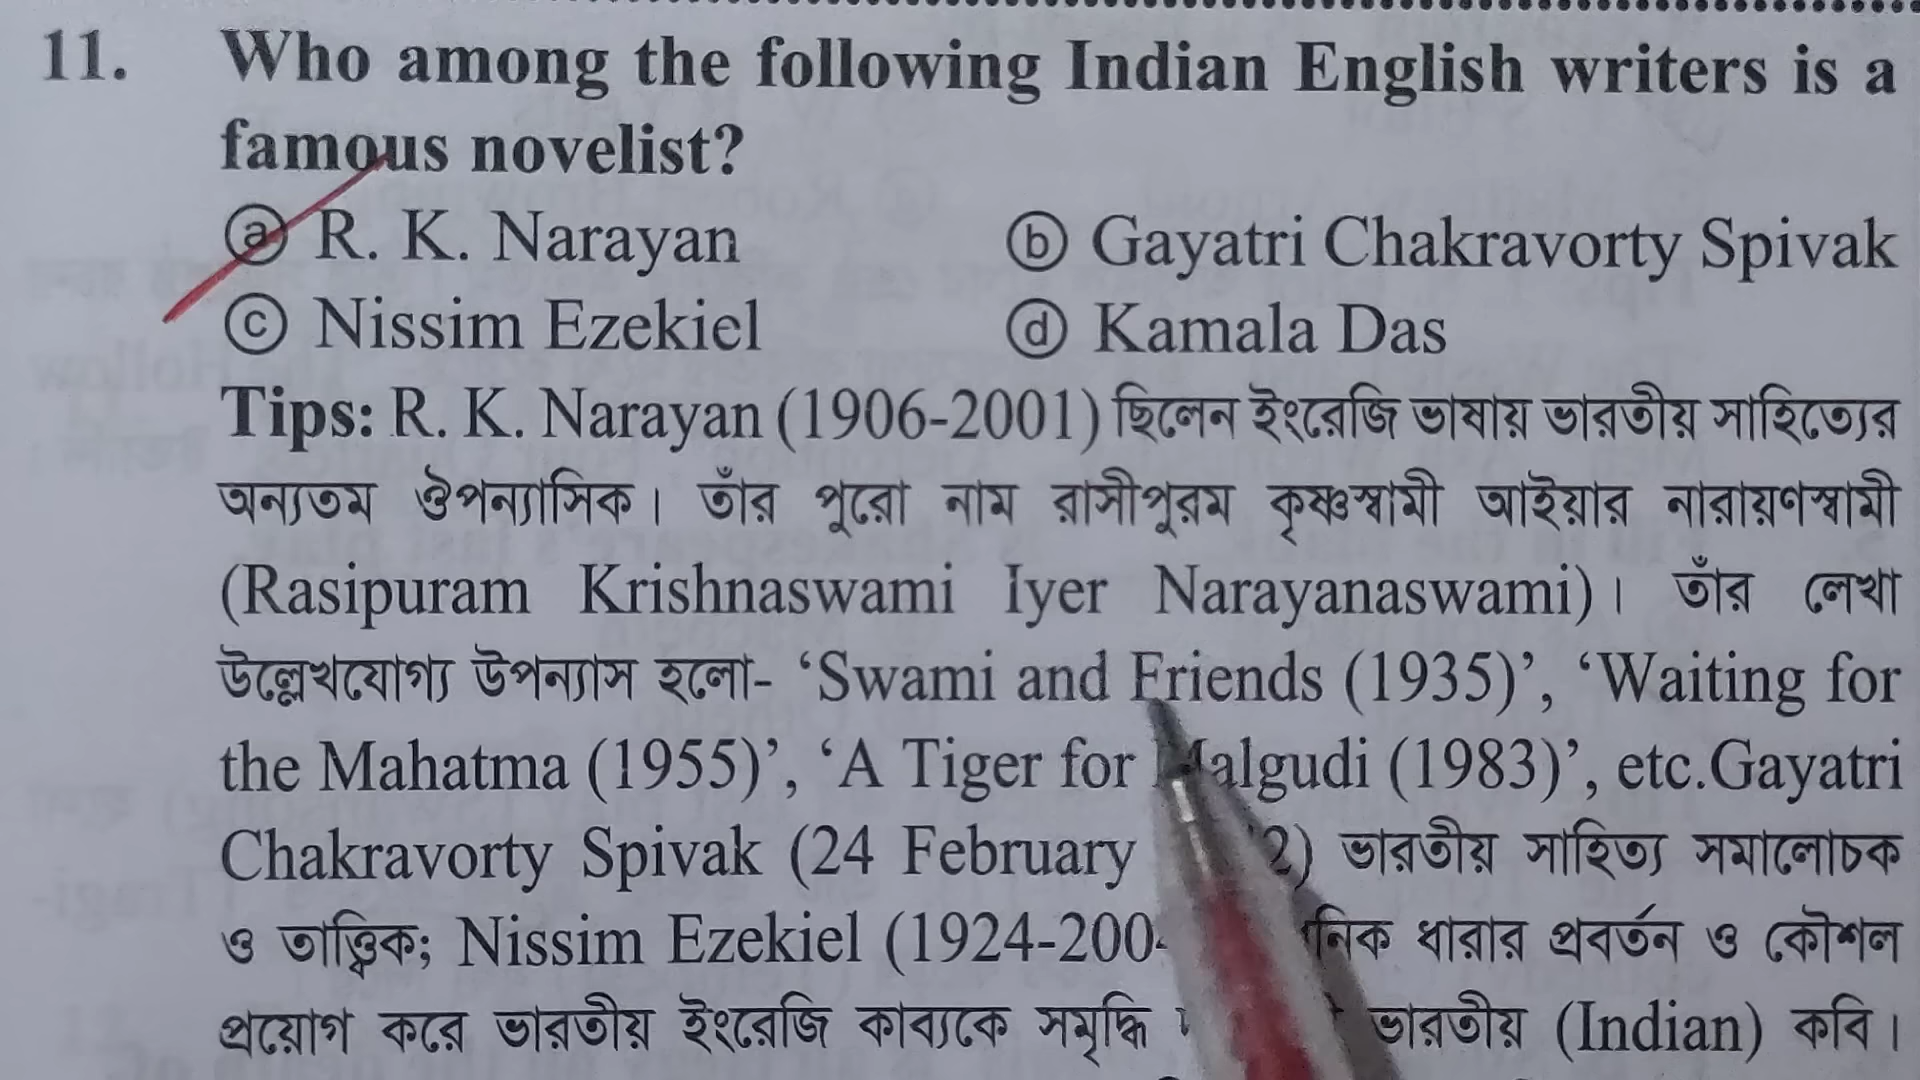 11. Who among the following Indian English writers is a
famous novelist?
ⓐ R. K. Narayan ⓑ Gayatri Chakravorty Spivak
ⓒ Nissim Ezekiel ⓓ Kamala Das
Tips: R. K. Narayan (1906-2001) ছিলেন ইংরেজি ভাষায় ভারতীয় সাহিত্যের
অন্যতম ঔপন্যাসিক। তাঁর পুরো নাম রাসীপুরম কৃষ্ণস্বামী আইয়ার নারায়ণস্বামী
(Rasipuram Krishnaswami Iyer Narayanaswami)। তাঁর লেখা
উল্লেখযোগ্য উপন্যাস হলো- ‘Swami and Friends (1935)’, ‘Waiting for
the Mahatma (1955)’, ‘A Tiger for Malgudi (1983)’, etc.Gayatri
Chakravorty Spivak (24 February ভারতীয় সাহিত্য সমালোচক
ও তাত্ত্বিক; Nissim Ezekiel ধারার প্রবর্তন ও কৌশল
প্রয়োগ করে ভারতীয় ইংরেজি কাব্যকে সমৃদ্ধি ভারতীয় (Indian) কবি।